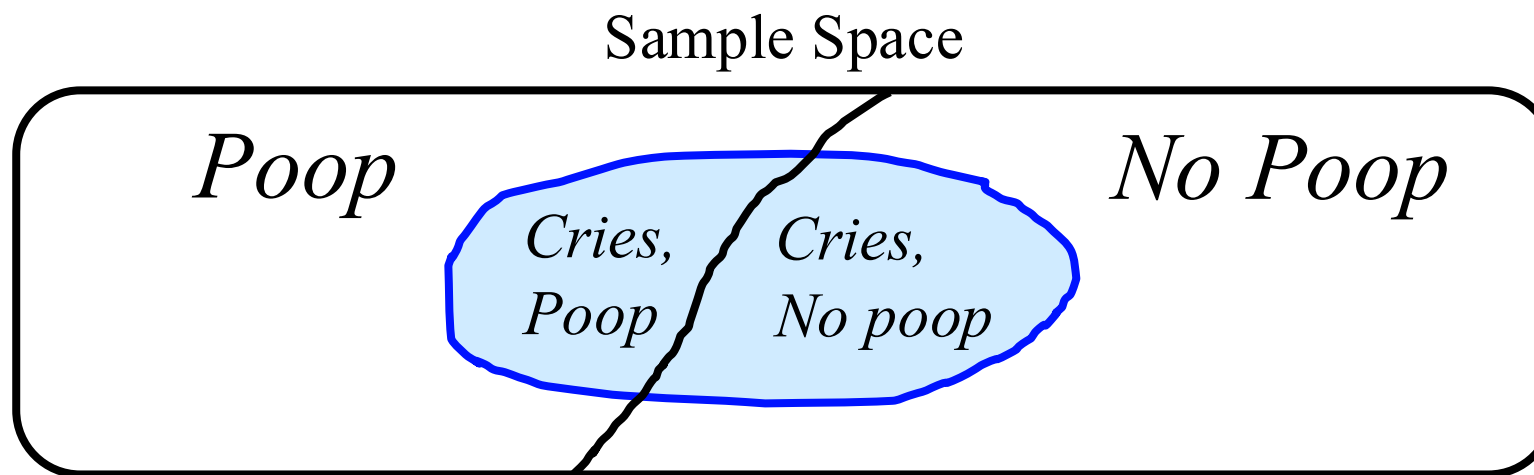 Sample Space
Poop
No Poop
Cries,
Poop
Cries,
No poop